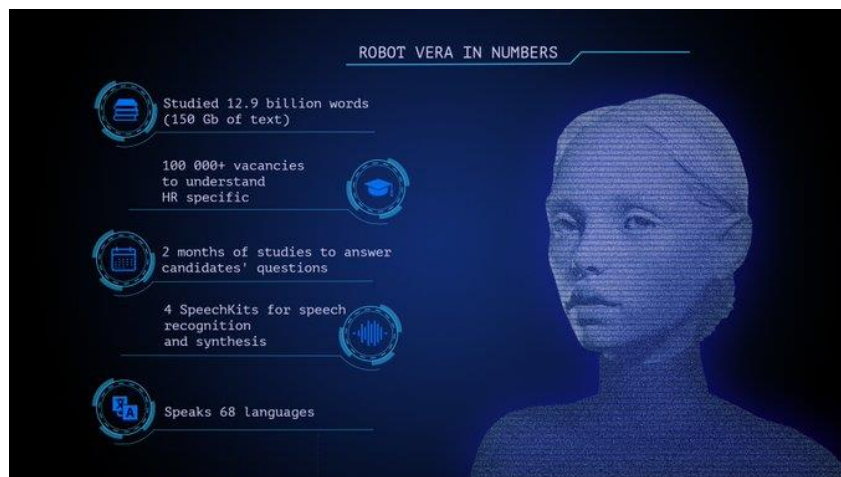 ROBOT VERA IN NUMBERS
Studied 12.9 billion words
(150 Gb of text)
100 000+ vacancies
to understand
HR specific
2 months of studies to answer
candidates' questions
4 SpeechKits for speech
recognition
and synthesis
Speaks 68 languages